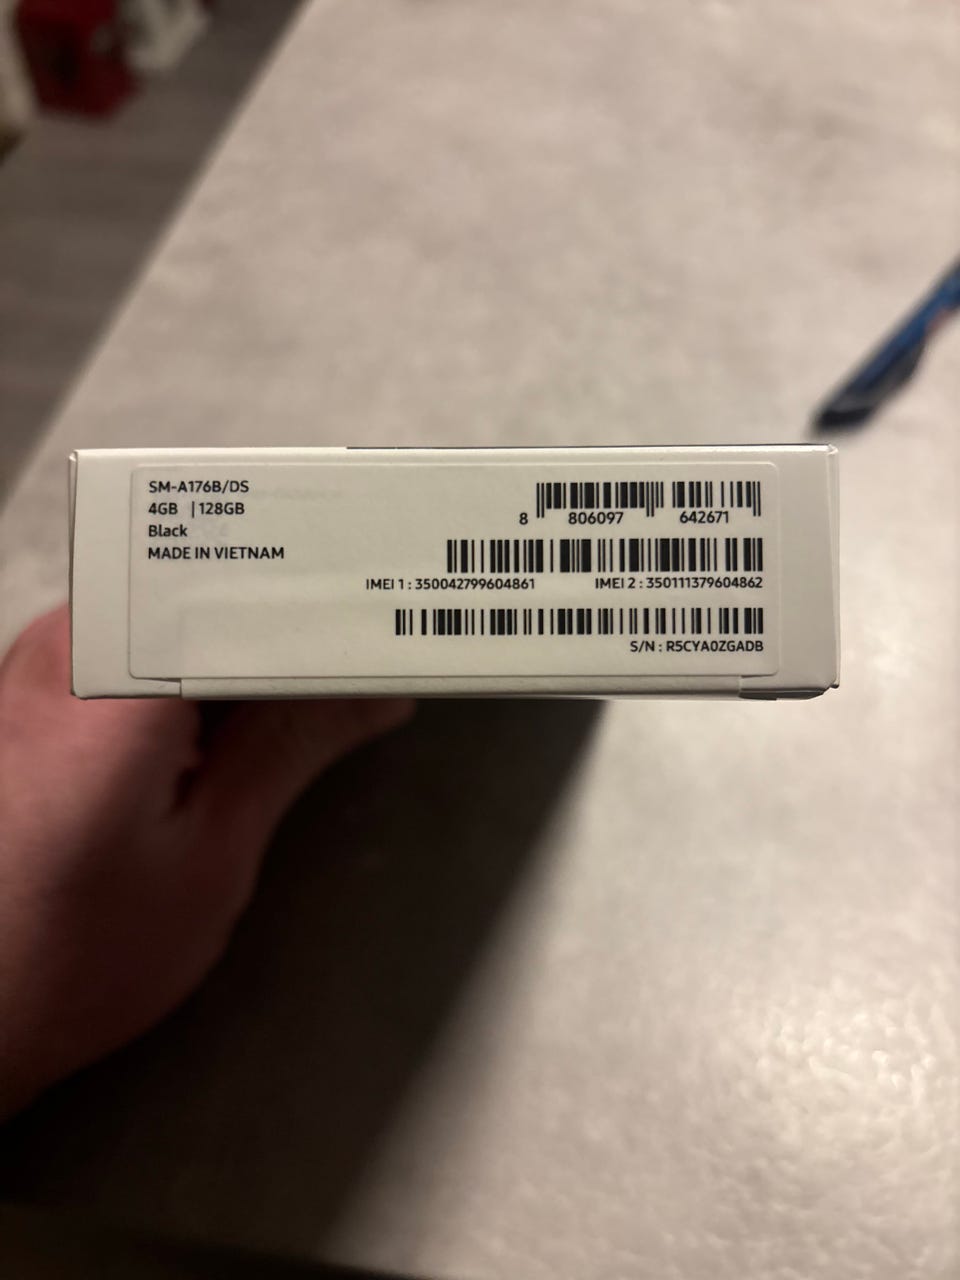 SM-A176B/DS
4GB | 128GB
Black
MADE IN VIETNAM
8 806097 642671
IMEI 1 : 350042799604861 IMEI 2 : 350111379604862
S/N : R5CYA0ZGADB